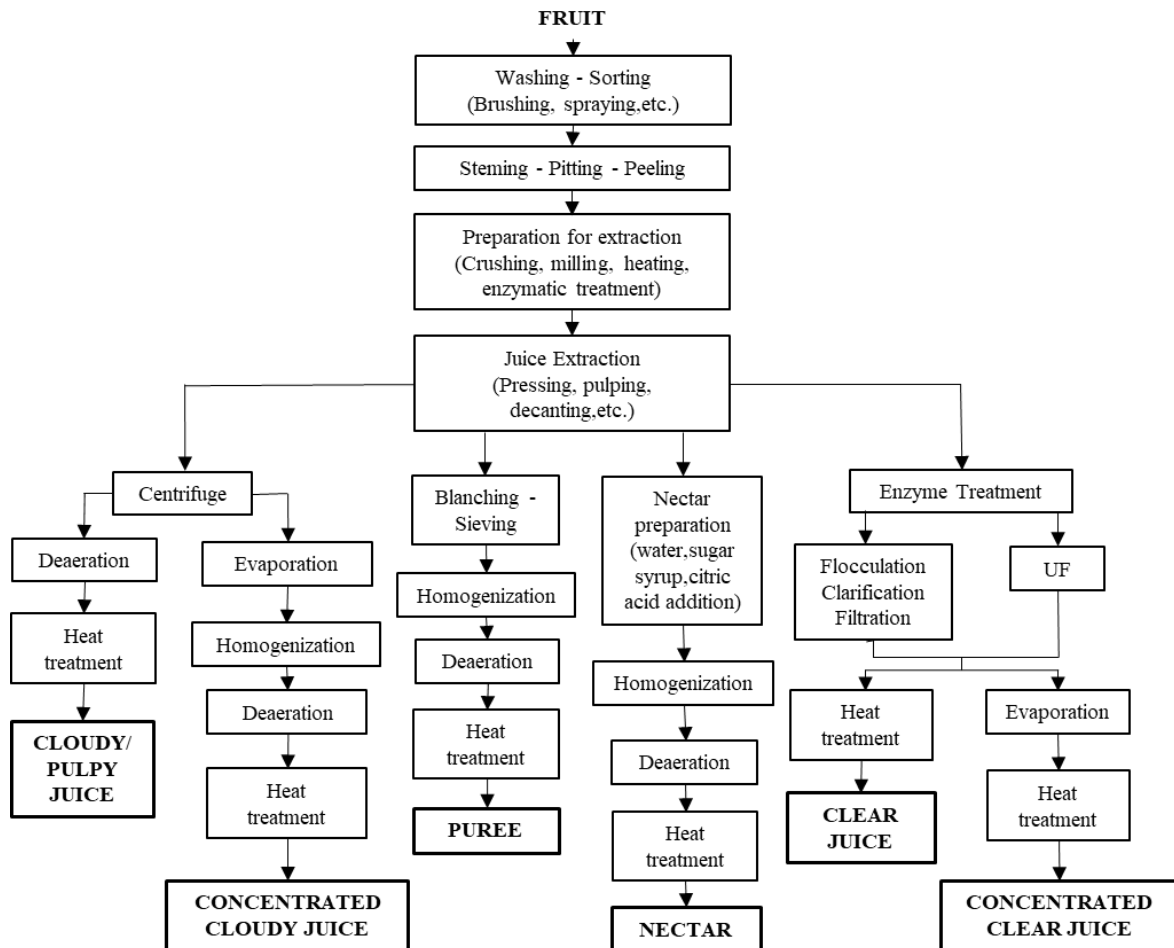 FRUIT
Washing - Sorting
(Brushing, spraying,etc.)
Steming - Pitting - Peeling
Preparation for extraction
(Crushing, milling, heating,
enzymatic treatment)
Juice Extraction
(Pressing, pulping,
decanting,etc.)
Centrifuge
Deaeration
Heat
treatment
CLOUDY/
PULPY
JUICE
Evaporation
Homogenization
Deaeration
Heat
treatment
CONCENTRATED
CLOUDY JUICE
Blanching -
Sieving
Homogenization
Deaeration
Heat
treatment
PUREE
Nectar
preparation
(water,sugar
syrup,citric
acid addition)
Homogenization
Deaeration
Heat
treatment
NECTAR
Enzyme Treatment
Flocculation
Clarification
Filtration
UF
Heat
treatment
CLEAR
JUICE
Evaporation
Heat
treatment
CONCENTRATED
CLEAR JUICE